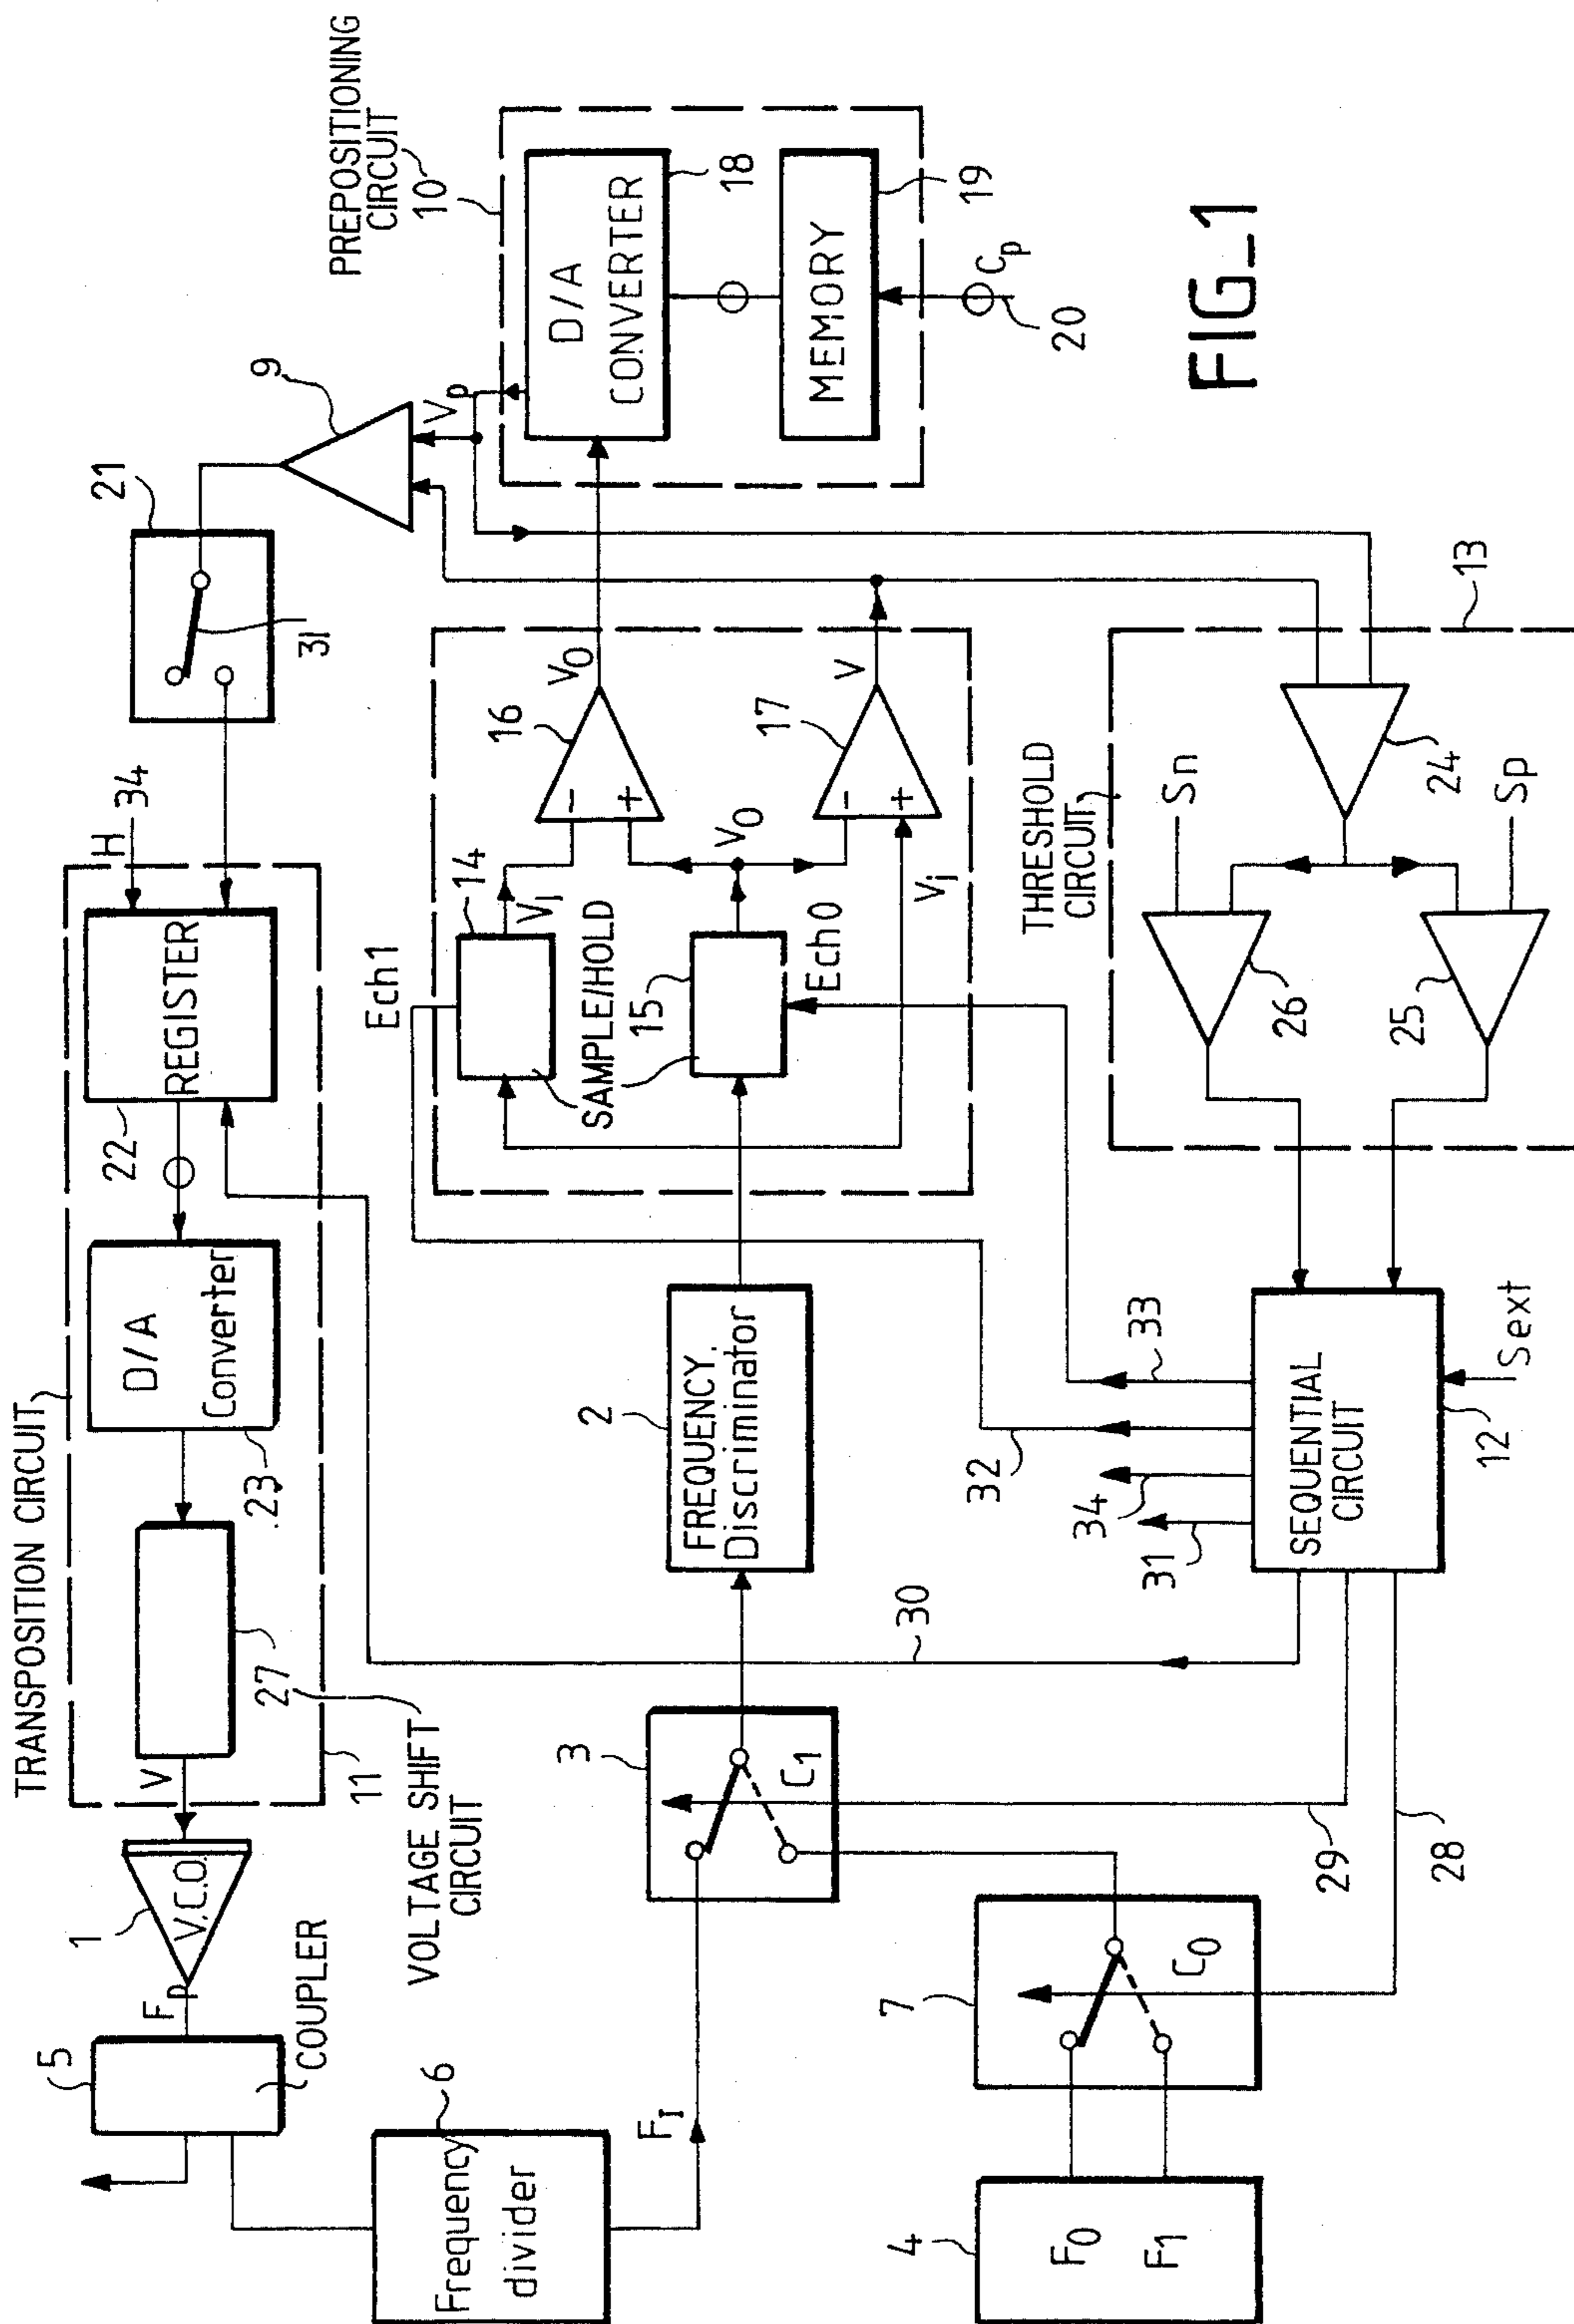 TRANSPOSITION CIRCUIT
5
1
V.C.O.
Fp
V
COUPLER
27
11
VOLTAGE SHIFT
CIRCUIT
D/A
Converter
23
22
REGISTER
H
34
21
31
9
Vp
PREPOSITIONING
CIRCUIT
10
D/A
CONVERTER
18
MEMORY
19
Cp
20
Frequency
divider
6
FI
3
C1
2
FREQUENCY.
Discriminator
Ech1
14
Vj
SAMPLE/HOLD
15
Ech0
V0
Vj
16
V0
17
V
-
+
-
+
4
F0
F1
7
C0
29
28
30
31
34
32
33
SEQUENTIAL
CIRCUIT
12
Sext
THRESHOLD
CIRCUIT
13
26
25
24
Sn
Sp
FIG_1